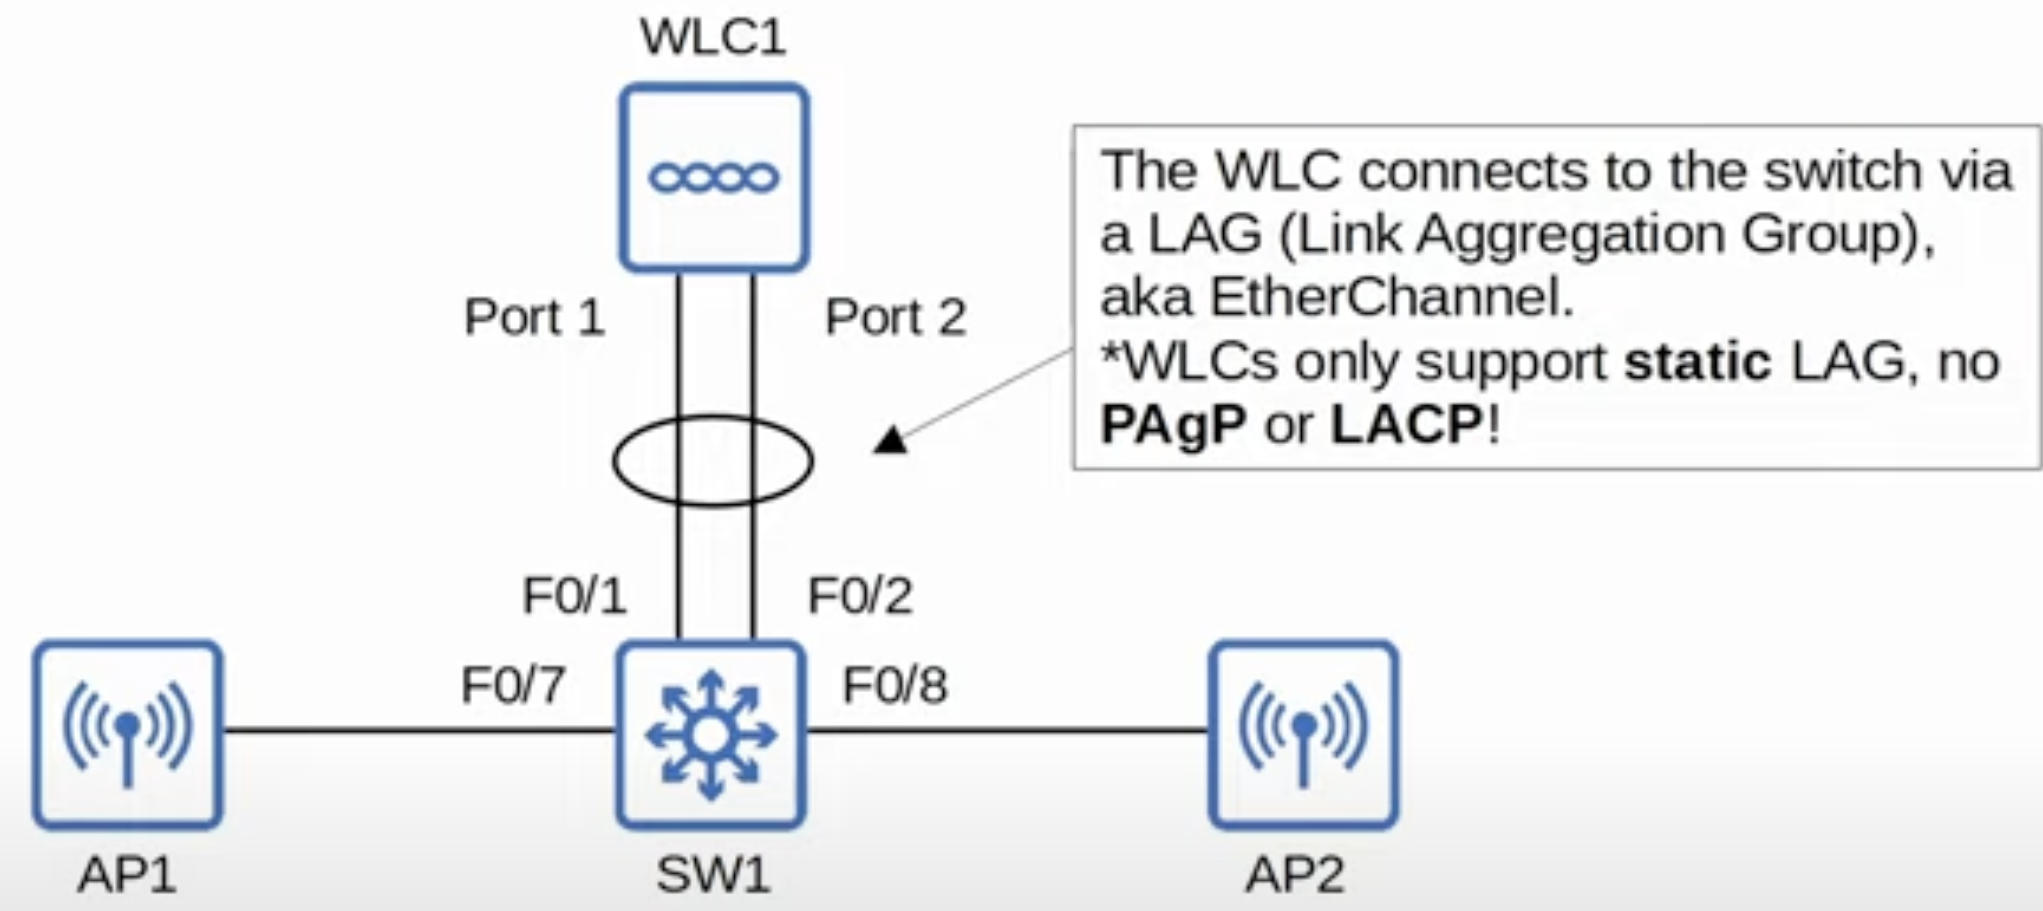 WLC1
The WLC connects to the switch via
a LAG (Link Aggregation Group),
aka EtherChannel.
*WLCs only support static LAG, no
PAgP or LACP!
Port 1
Port 2
F0/1
F0/2
F0/7
F0/8
AP1
SW1
AP2